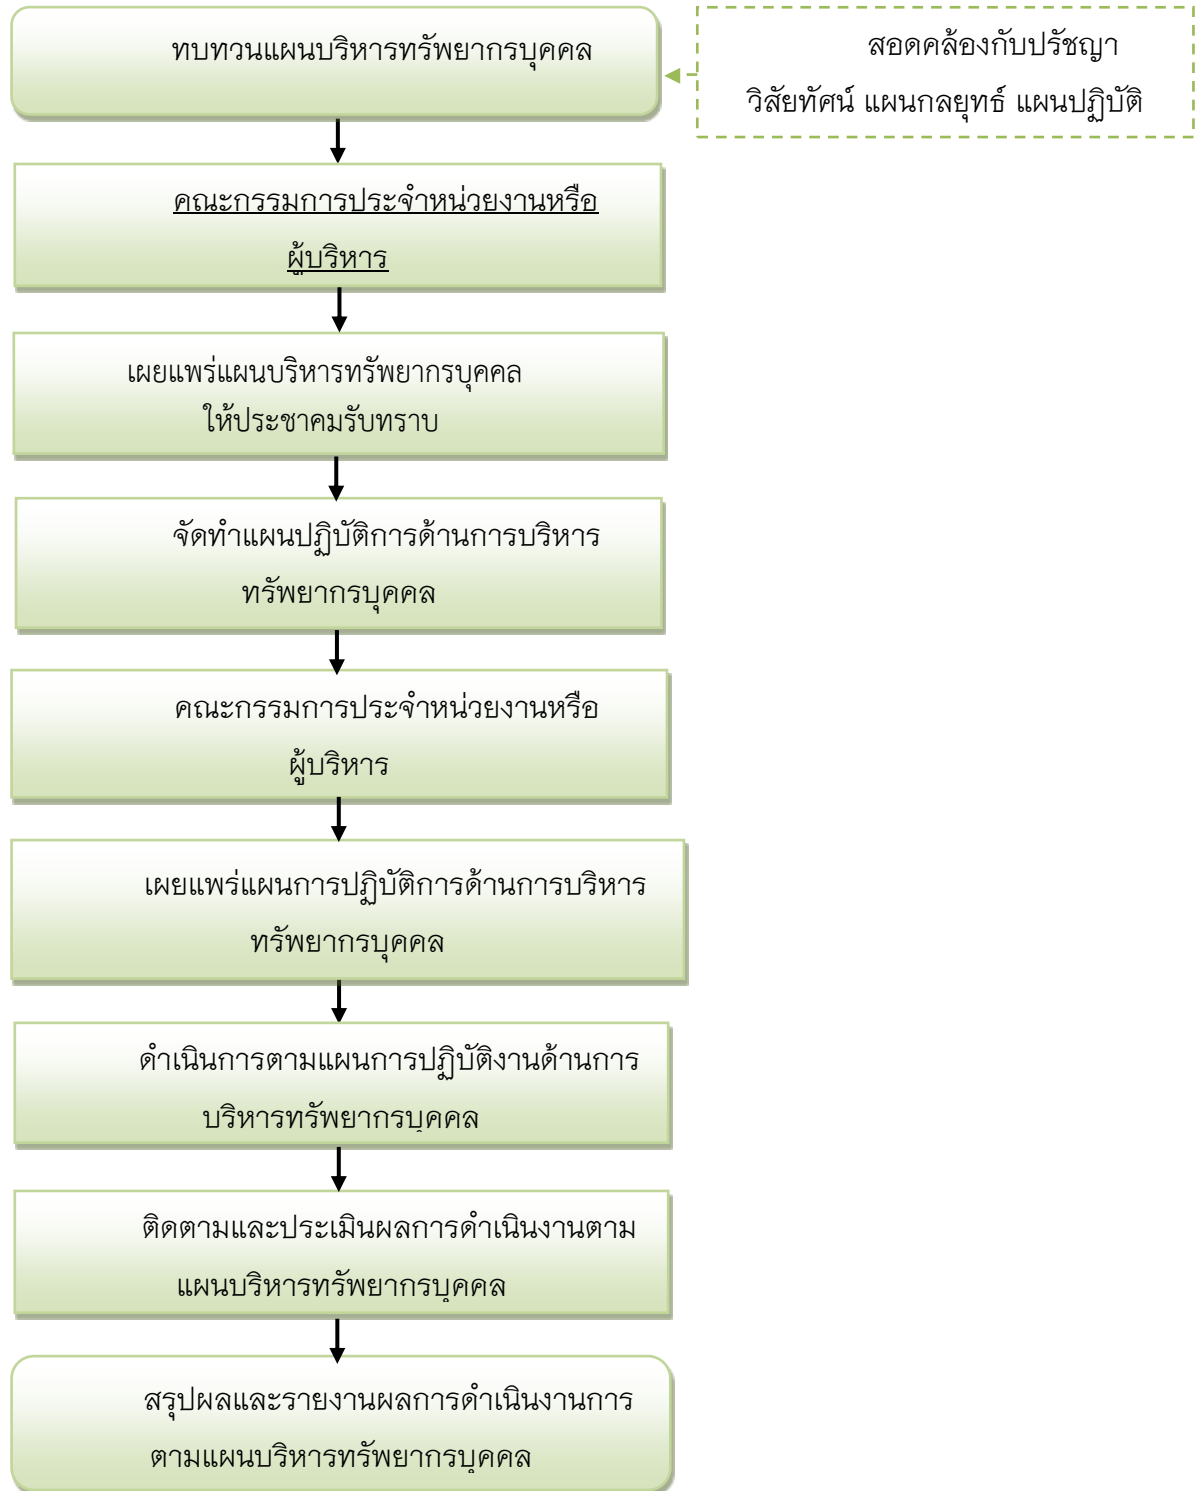 ทบทวนแผนบริหารทรัพยากรบุคคล
สอดคล้องกับปรัชญา
วิสัยทัศน์ แผนกลยุทธ์ แผนปฏิบัติ
คณะกรรมการประจำหน่วยงานหรือ
ผู้บริหาร
เผยแพร่แผนบริหารทรัพยากรบุคคล
ให้ประชาคมรับทราบ
จัดทำแผนปฏิบัติการด้านการบริหาร
ทรัพยากรบุคคล
คณะกรรมการประจำหน่วยงานหรือ
ผู้บริหาร
เผยแพร่แผนการปฏิบัติการด้านการบริหาร
ทรัพยากรบุคคล
ดำเนินการตามแผนการปฏิบัติงานด้านการ
บริหารทรัพยากรบุคคล
ติดตามและประเมินผลการดำเนินงานตาม
แผนบริหารทรัพยากรบุคคล
สรุปผลและรายงานผลการดำเนินงานการ
ตามแผนบริหารทรัพยากรบุคคล